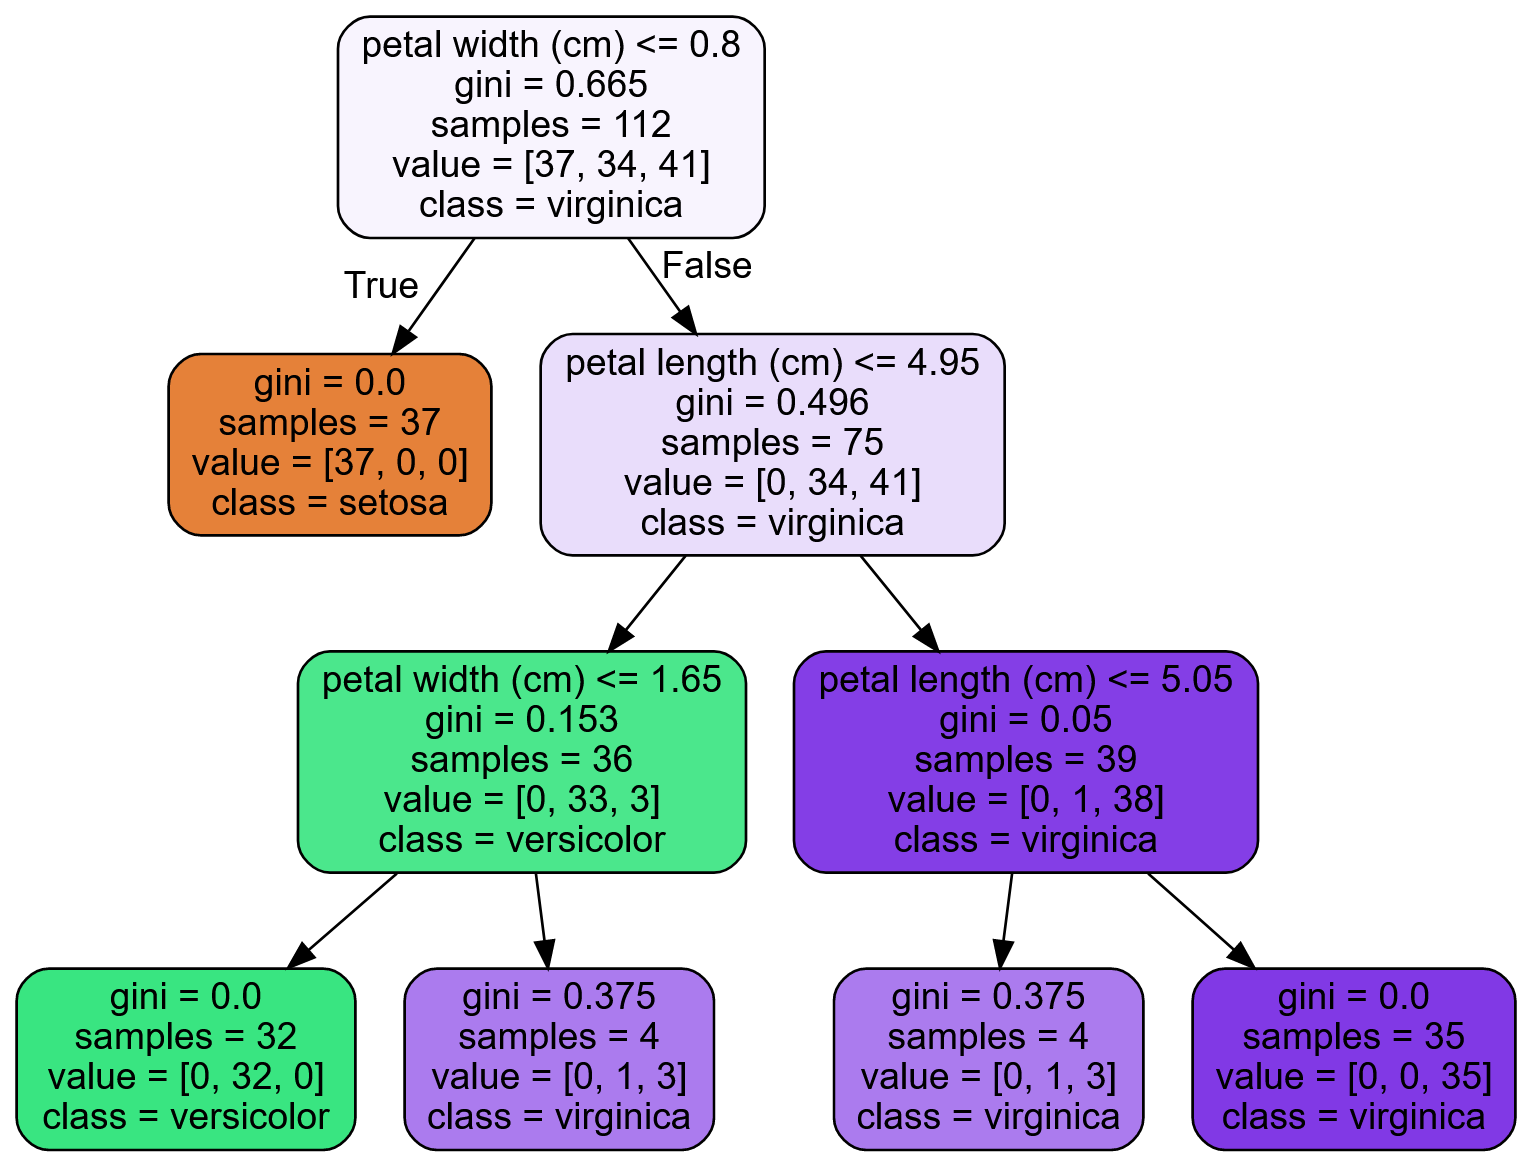 petal width (cm) <= 0.8
gini = 0.665
samples = 112
value = [37, 34, 41]
class = virginica
True
False
gini = 0.0
samples = 37
value = [37, 0, 0]
class = setosa
petal length (cm) <= 4.95
gini = 0.496
samples = 75
value = [0, 34, 41]
class = virginica
petal width (cm) <= 1.65
gini = 0.153
samples = 36
value = [0, 33, 3]
class = versicolor
petal length (cm) <= 5.05
gini = 0.05
samples = 39
value = [0, 1, 38]
class = virginica
gini = 0.0
samples = 32
value = [0, 32, 0]
class = versicolor
gini = 0.375
samples = 4
value = [0, 1, 3]
class = virginica
gini = 0.375
samples = 4
value = [0, 1, 3]
class = virginica
gini = 0.0
samples = 35
value = [0, 0, 35]
class = virginica